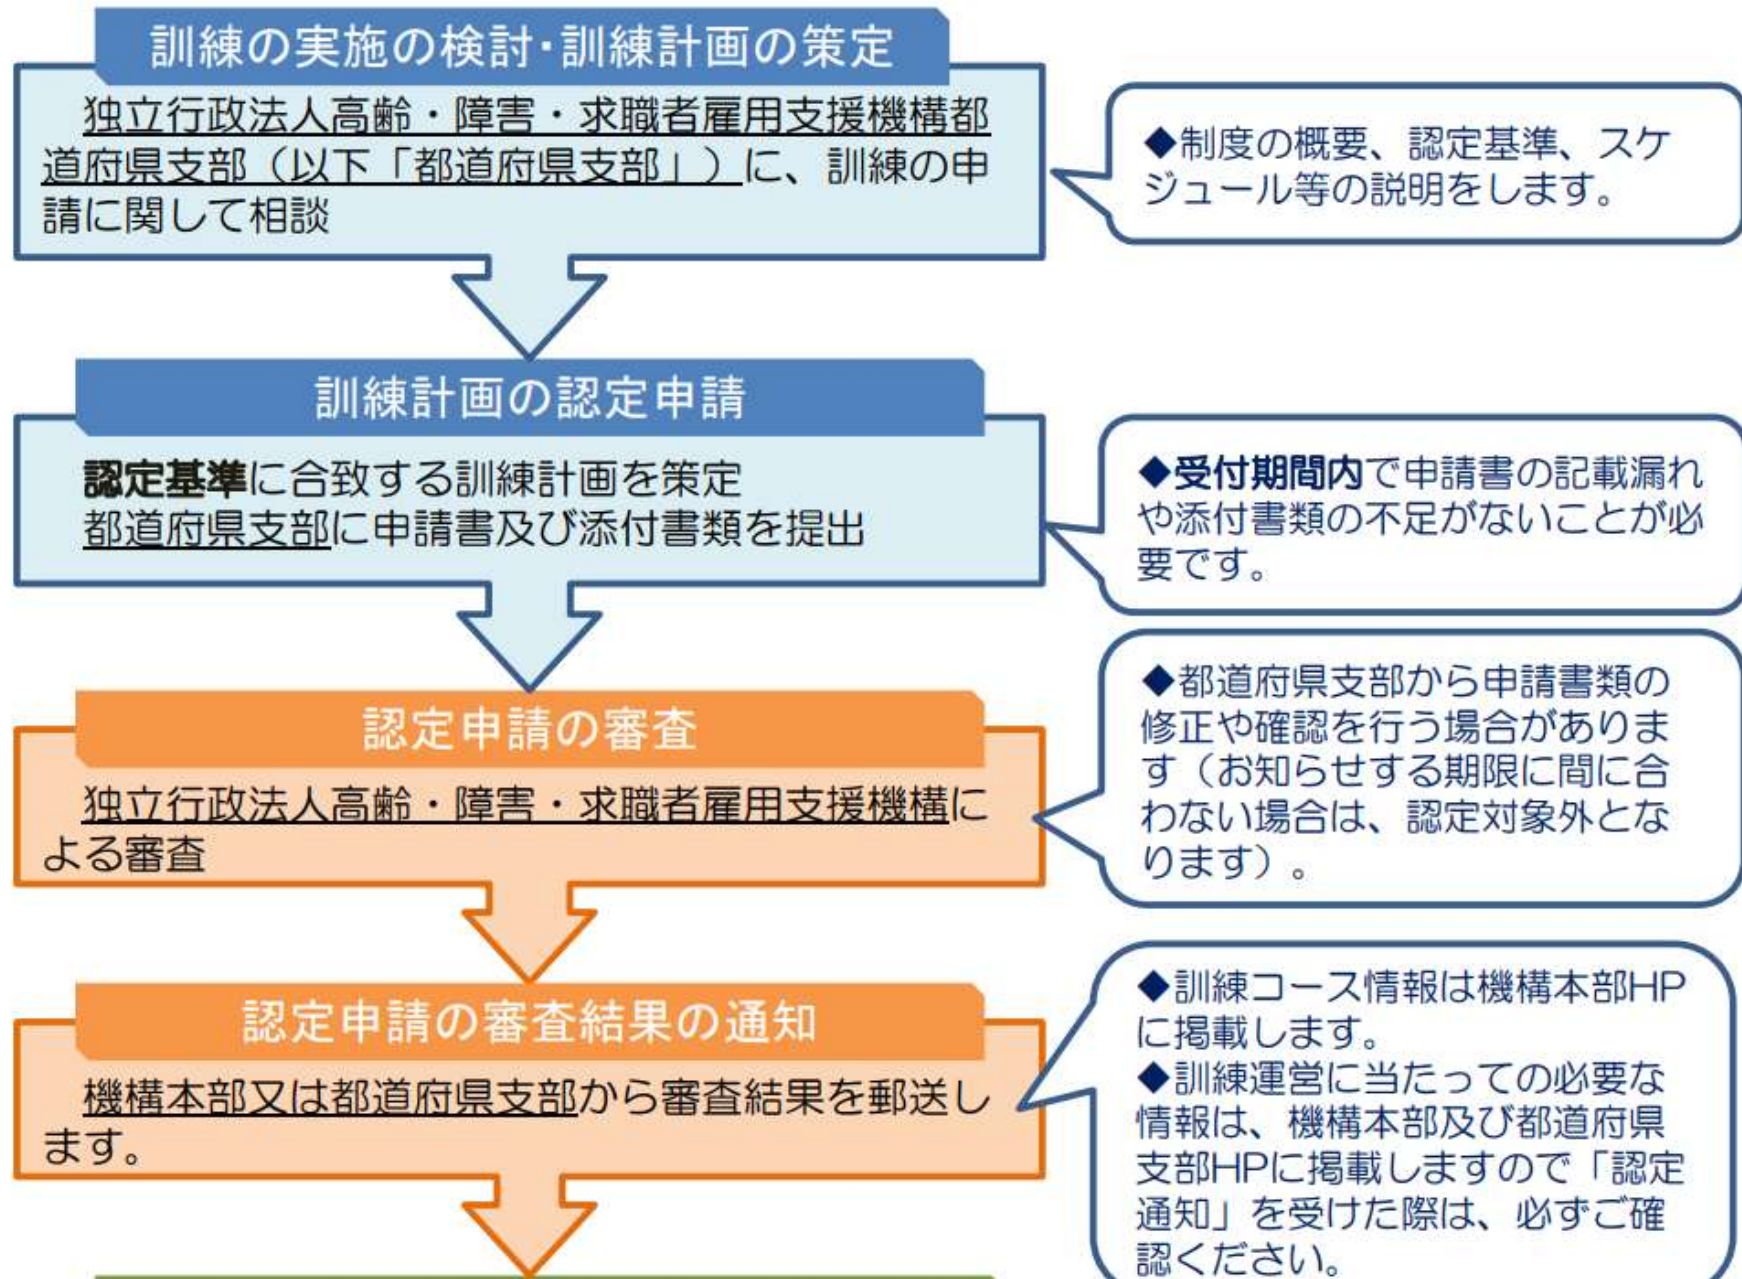 訓練の実施の検討・訓練計画の策定
独立行政法人高齢・障害・求職者雇用支援機構都
道府県支部（以下「都道府県支部」）に、訓練の申
請に関して相談
◆制度の概要、認定基準、スケ
ジュール等の説明をします。
訓練計画の認定申請
認定基準に合致する訓練計画を策定
都道府県支部に申請書及び添付書類を提出
◆受付期間内で申請書の記載漏れ
や添付書類の不足がないことが必
要です。
認定申請の審査
独立行政法人高齢・障害・求職者雇用支援機構に
よる審査
◆都道府県支部から申請書類の
修正や確認を行う場合がありま
す（お知らせする期限に間に合
わない場合は、認定対象外とな
ります）。
認定申請の審査結果の通知
機構本部又は都道府県支部から審査結果を郵送し
ます。
◆訓練コース情報は機構本部HP
に掲載します。
◆訓練運営に当たっての必要な
情報は、機構本部及び都道府県
支部HPに掲載しますので「認定
通知」を受けた際は、必ずご確
認ください。